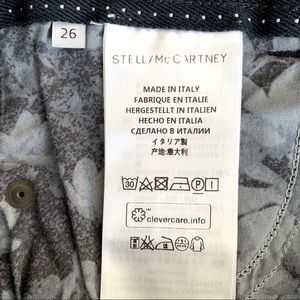 26
STELLA McCARTNEY
MADE IN ITALY
FABRIQUE EN ITALIE
HERGESTELLT IN ITALIEN
HECHO EN ITALIA
СДЕЛАНО В ИТАЛИИ
イタリア製
产地:意大利
30 P
clevercare.info